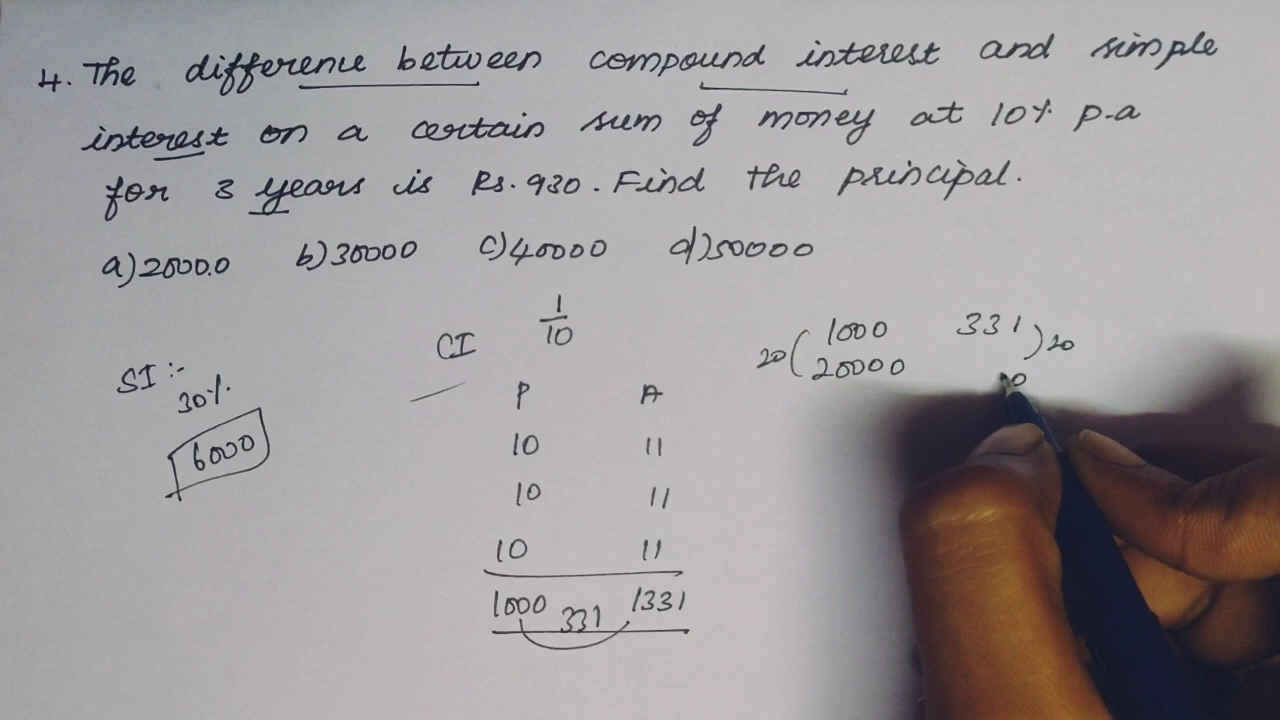 4. The difference between compound interest and simple
interest on a certain sum of money at 10% p.a
for 3 years is Rs. 930. Find the principal.
a) 20000 b) 30000 c) 40000 d) 50000
SI :-
30%
6000
CI 1/10
P A
10 11
10 11
10 11
1000 331 1331
20 ( 1000 331 ) 20
20000 0